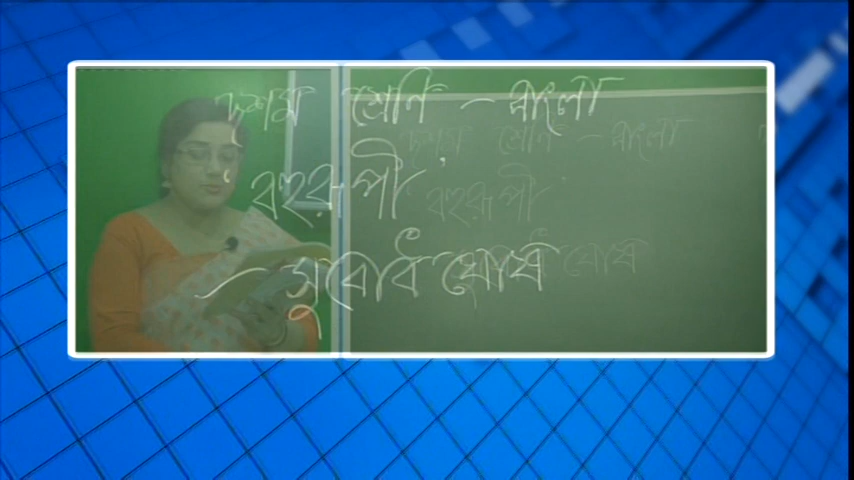 দশম শ্রেণি - বাংলা
বহুরূপী
- সুবোধ ঘোষ